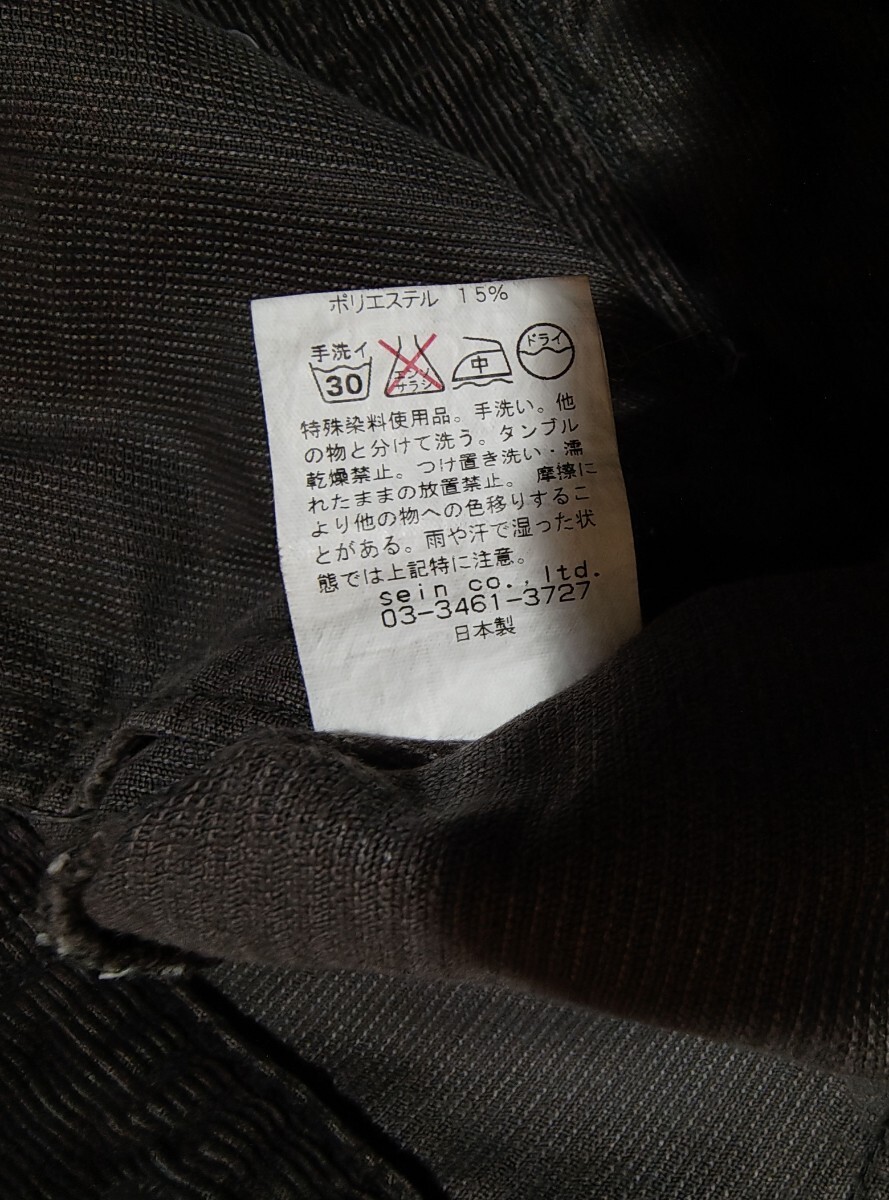 ポリエステル 15%
手洗イ
30
エンソ
サラシ
中
ドライ
特殊染料使用品。手洗い。他
の物と分けて洗う。タンブル
乾燥禁止。つけ置き洗い・濡
れたままの放置禁止。摩擦に
より他の物への色移りするこ
とがある。雨や汗で湿った状
態では上記特に注意。
sein co.,ltd.
03-3461-3727
日本製